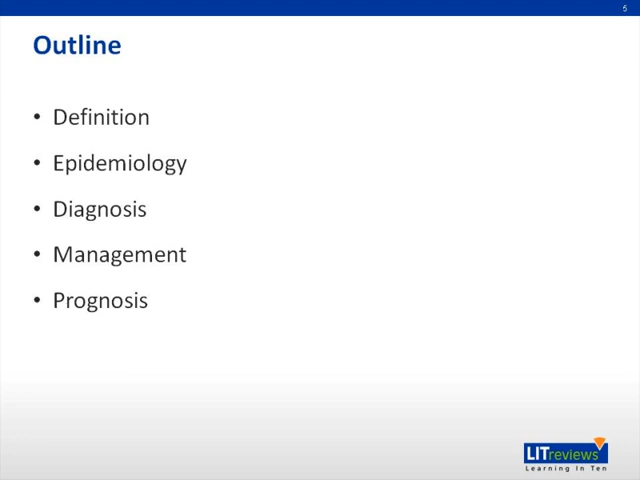 5
Outline
• Definition
• Epidemiology
• Diagnosis
• Management
• Prognosis
LITreviews
Learning In Ten